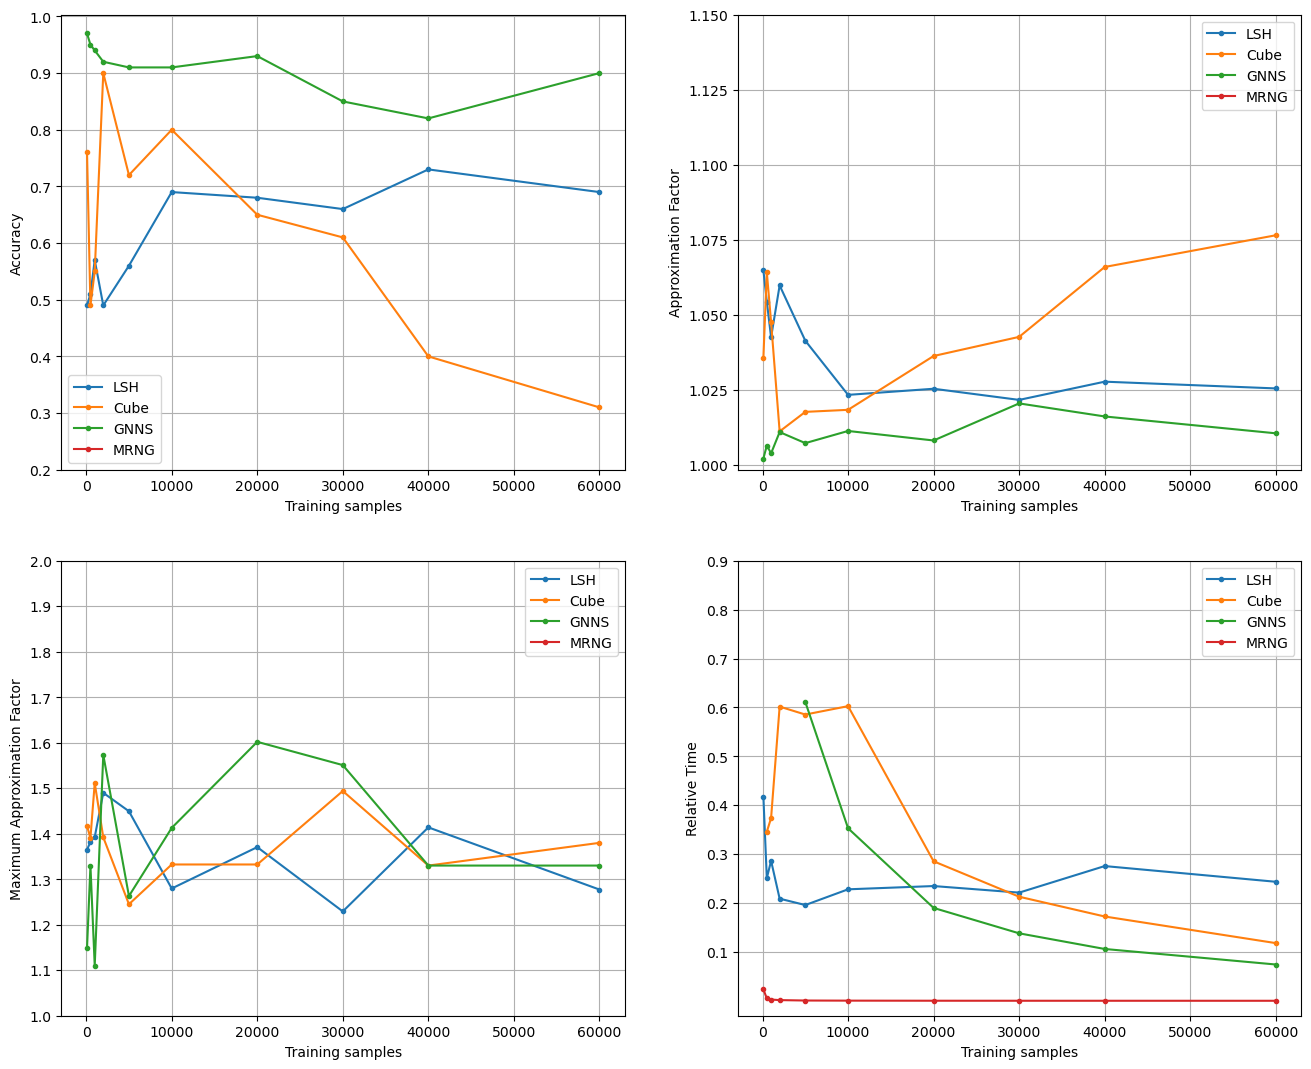 1.0
0.9
0.8
0.7
0.6
0.5
0.4
0.3
0.2
Accuracy
LSH
Cube
GNNS
MRNG
0 10000 20000 30000 40000 50000 60000
Training samples
1.150
1.125
1.100
1.075
1.050
1.025
1.000
Approximation Factor
LSH
Cube
GNNS
MRNG
0 10000 20000 30000 40000 50000 60000
Training samples
2.0
1.9
1.8
1.7
1.6
1.5
1.4
1.3
1.2
1.1
1.0
Maximum Approximation Factor
LSH
Cube
GNNS
MRNG
0 10000 20000 30000 40000 50000 60000
Training samples
0.9
0.8
0.7
0.6
0.5
0.4
0.3
0.2
0.1
Relative Time
LSH
Cube
GNNS
MRNG
0 10000 20000 30000 40000 50000 60000
Training samples